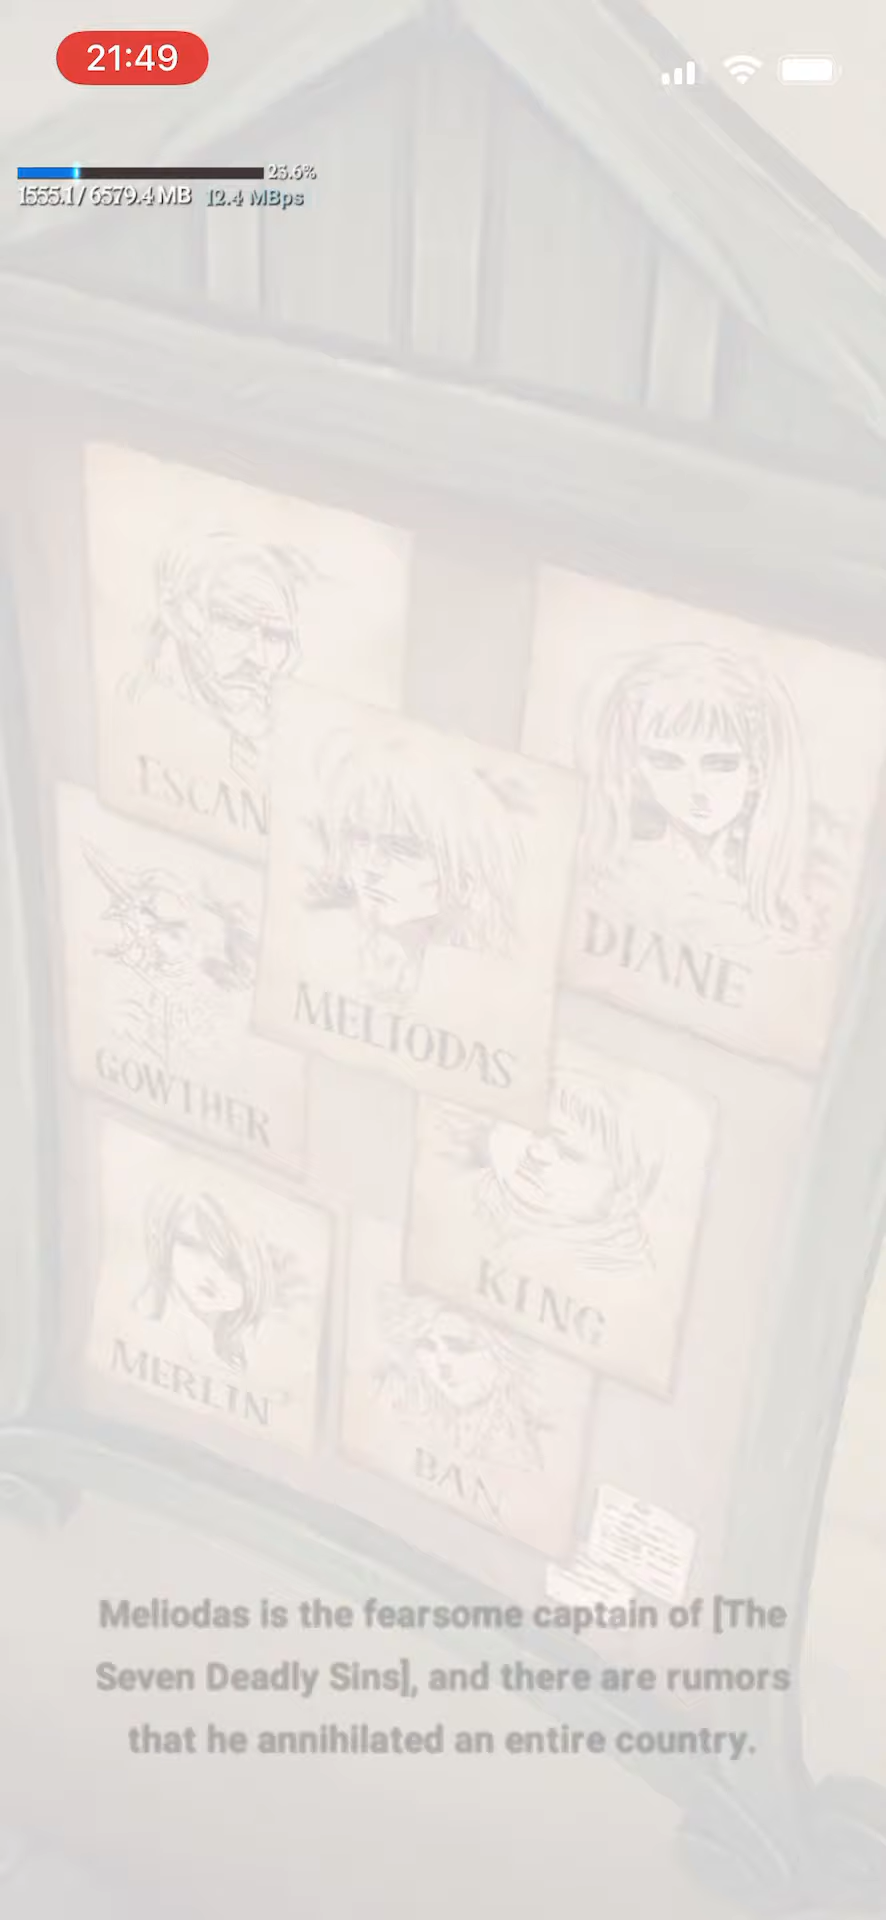 21:49
23.6%
1555.1 / 6579.4 MB 12.4 MBps
ESCAN
DIANE
MELIODAS
GOWTHER
KING
MERLIN
BAN
Meliodas is the fearsome captain of [The
Seven Deadly Sins], and there are rumors
that he annihilated an entire country.